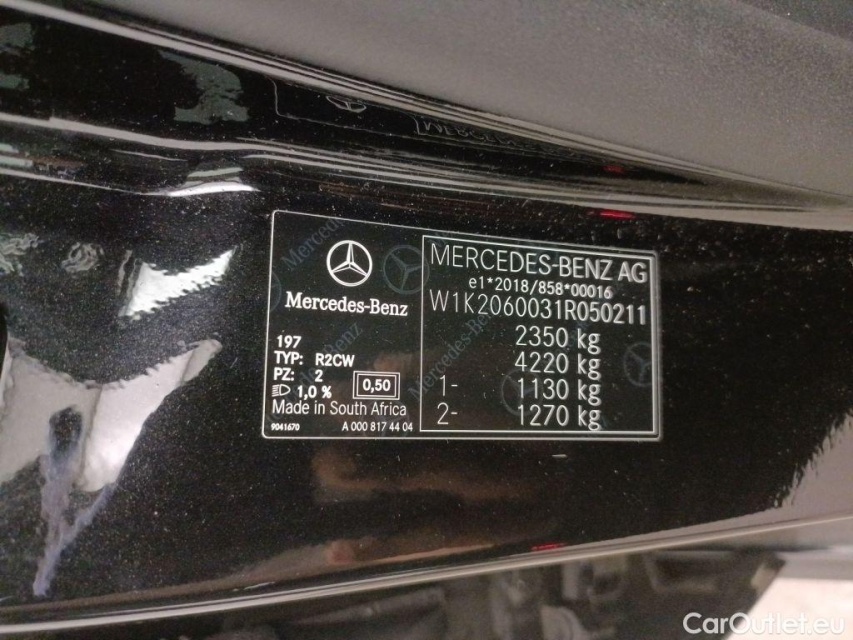 Mercedes-Benz
197
TYP: R2CW
PZ: 2
1,0 % 0,50
Made in South Africa
9041670 A 000 817 44 04
MERCEDES-BENZ AG
e1*2018/858*00016
W1K2060031R050211
2350 kg
4220 kg
1- 1130 kg
2- 1270 kg
CarOutlet.eu